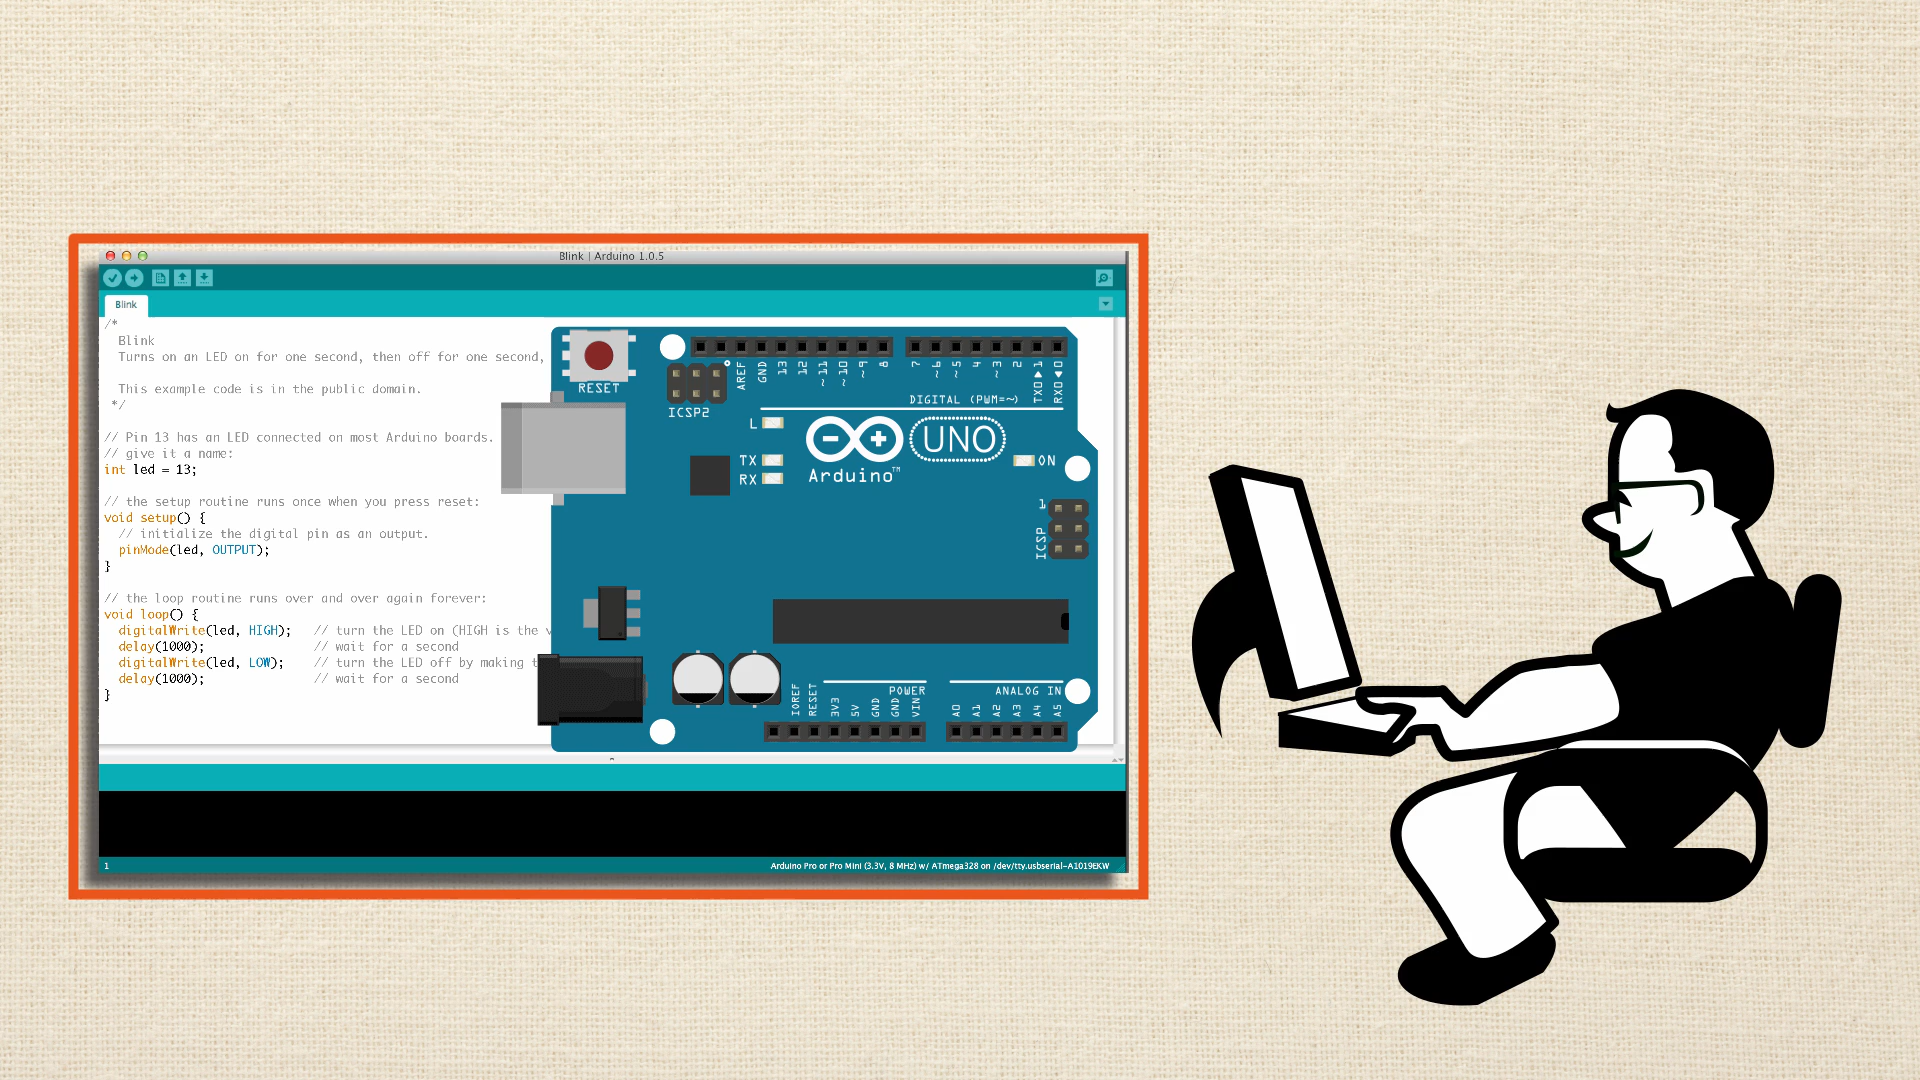 Blink | Arduino 1.0.5
Blink
/*
Blink
Turns on an LED on for one second, then off for one second,
This example code is in the public domain.
*/
// Pin 13 has an LED connected on most Arduino boards.
// give it a name:
int led = 13;
// the setup routine runs once when you press reset:
void setup() {
// initialize the digital pin as an output.
pinMode(led, OUTPUT);
}
// the loop routine runs over and over again forever:
void loop() {
digitalWrite(led, HIGH); // turn the LED on (HIGH is the
delay(1000); // wait for a second
digitalWrite(led, LOW); // turn the LED off by making
delay(1000); // wait for a second
}
RESET
ICSP2
AREF
GND
13
12
~11
~10
~9
8
7
~6
~5
4
~3
2
TX0▶1
RX0◀0
DIGITAL (PWM=~)
L
TX
RX
UNO
Arduino™
ON
1
ICSP
POWER
ANALOG IN
IOREF
RESET
3V3
5V
GND
GND
VIN
A0
A1
A2
A3
A4
A5
1
Arduino Pro or Pro Mini (3.3V, 8 MHz) w/ ATmega328 on /dev/tty.usbserial-A1019EKW